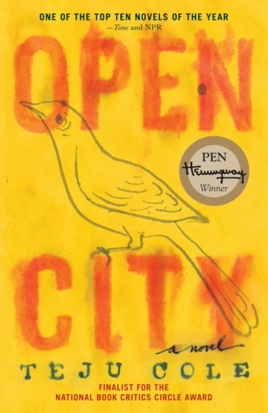 ONE OF THE TOP TEN NOVELS OF THE YEAR
—Time and NPR
OPEN
PEN
Hemingway
Winner
CITY
a novel
TEJU COLE
FINALIST FOR THE
NATIONAL BOOK CRITICS CIRCLE AWARD